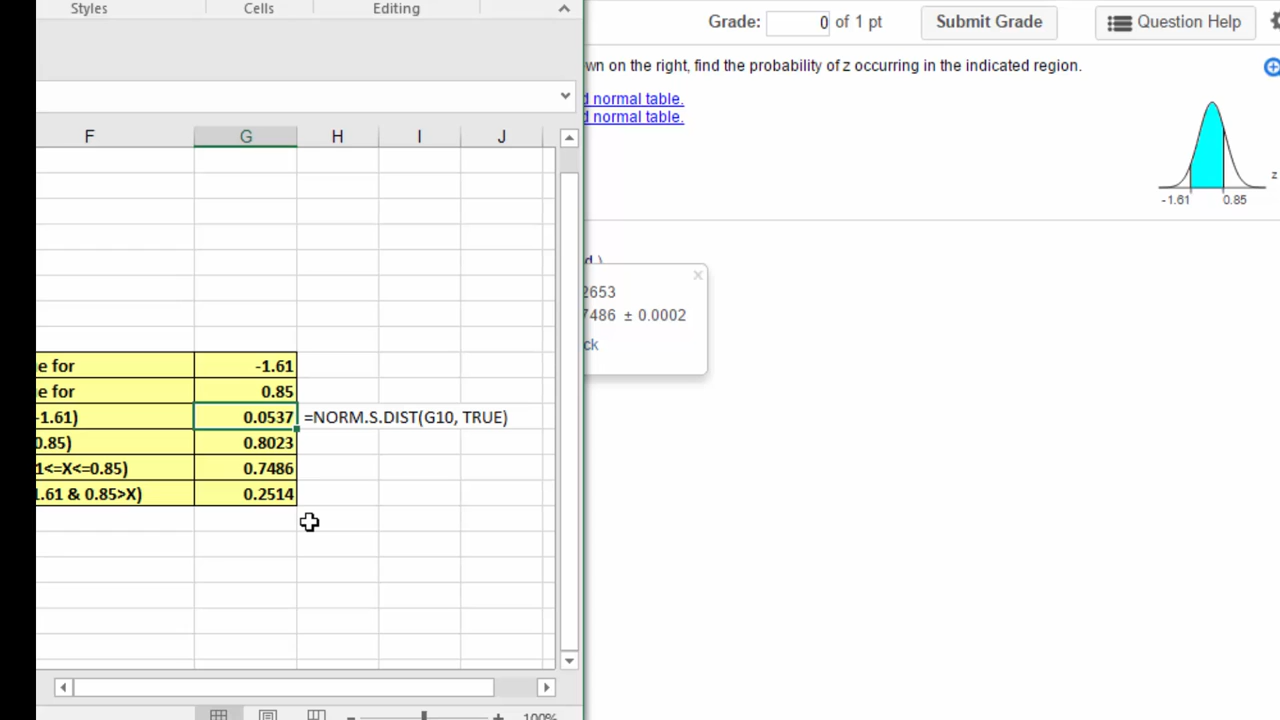 Styles Cells Editing
F G H I J
e for -1.61
e for 0.85
-1.61) 0.0537 =NORM.S.DIST(G10, TRUE)
0.85) 0.8023
1<=X<=0.85) 0.7486
1.61 & 0.85>X) 0.2514
100%
Grade: 0 of 1 pt Submit Grade Question Help
wn on the right, find the probability of z occurring in the indicated region.
d normal table.
d normal table.
z
-1.61 0.85
d.)
x
2653
7486 ± 0.0002
ck